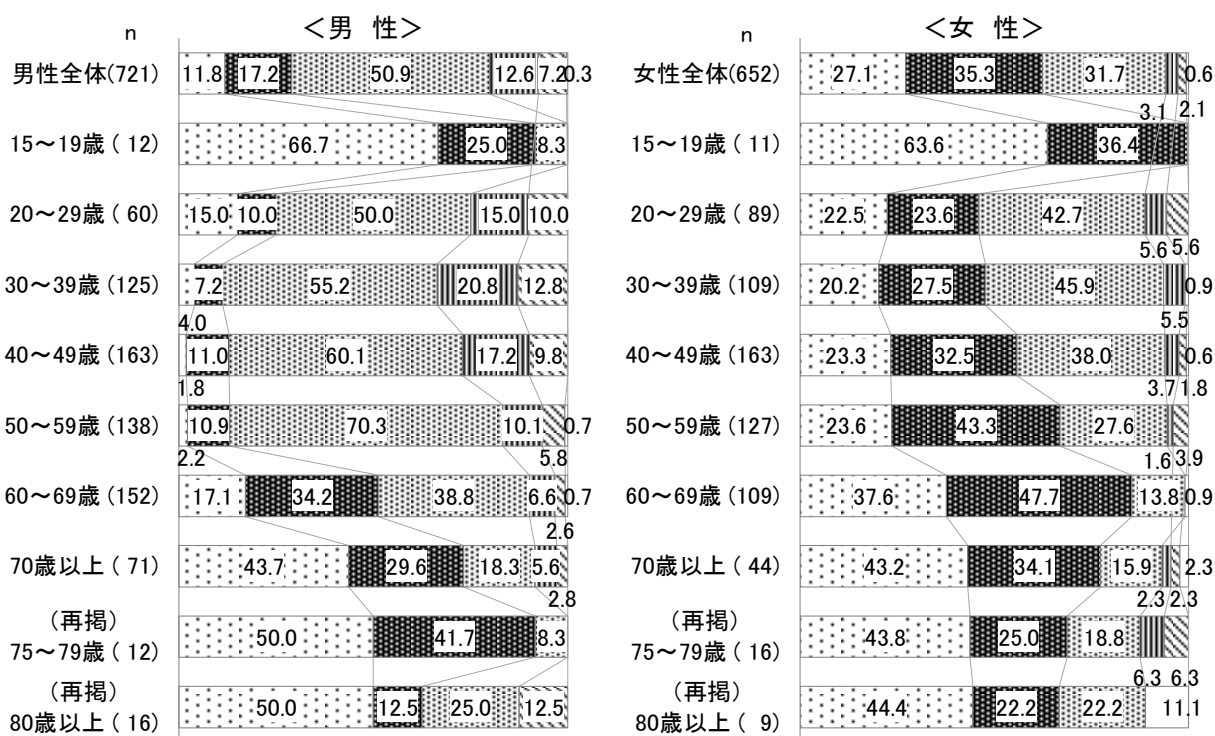 n ＜男 性＞
男性全体(721) 11.8 17.2 50.9 12.6 7.2 0.3
15～19歳 ( 12) 66.7 25.0 8.3
20～29歳 ( 60) 15.0 10.0 50.0 15.0 10.0
30～39歳 (125) 7.2 55.2 20.8 12.8
4.0
40～49歳 (163) 11.0 60.1 17.2 9.8
1.8
50～59歳 (138) 10.9 70.3 10.1 0.7
2.2 5.8
60～69歳 (152) 17.1 34.2 38.8 6.6 0.7
2.6
70歳以上 ( 71) 43.7 29.6 18.3 5.6
2.8
（再掲）
75～79歳 ( 12) 50.0 41.7 8.3
（再掲）
80歳以上 ( 16) 50.0 12.5 25.0 12.5
n ＜女 性＞
女性全体(652) 27.1 35.3 31.7 0.6
3.1 2.1
15～19歳 ( 11) 63.6 36.4
20～29歳 ( 89) 22.5 23.6 42.7
5.6 5.6
30～39歳 (109) 20.2 27.5 45.9 0.9
5.5
40～49歳 (163) 23.3 32.5 38.0 0.6
3.7 1.8
50～59歳 (127) 23.6 43.3 27.6
1.6 3.9
60～69歳 (109) 37.6 47.7 13.8 0.9
70歳以上 ( 44) 43.2 34.1 15.9 2.3
2.3 2.3
（再掲）
75～79歳 ( 16) 43.8 25.0 18.8
6.3 6.3
（再掲）
80歳以上 ( 9) 44.4 22.2 22.2 11.1